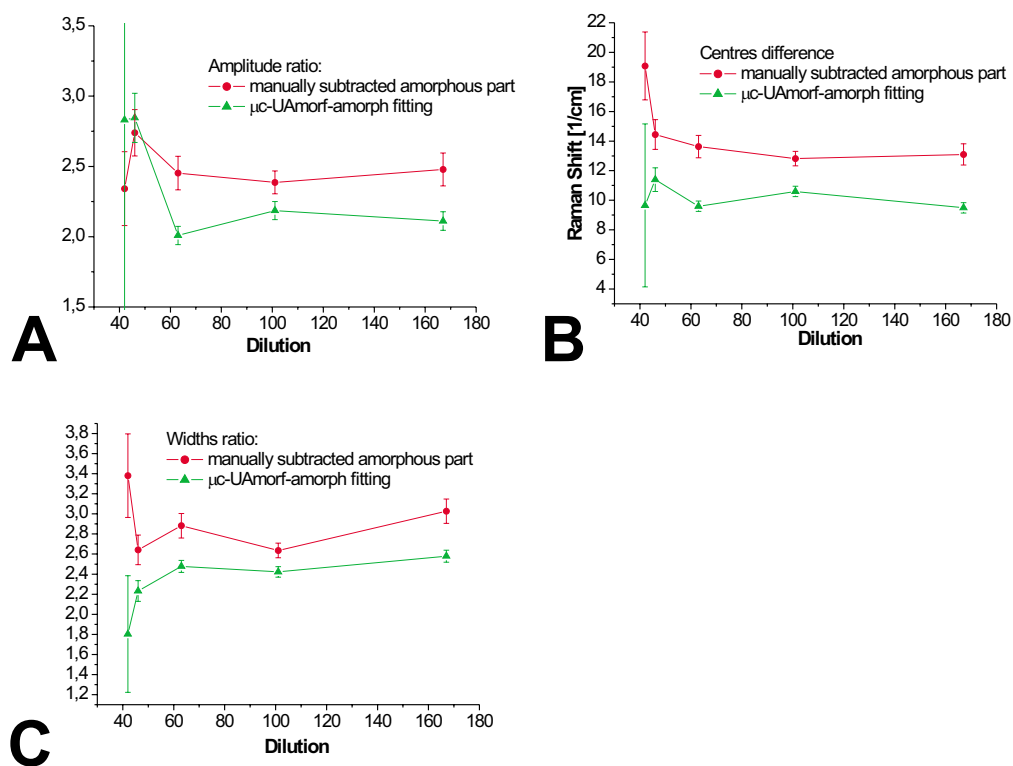 3,5
3,0
2,5
2,0
1,5
Amplitude ratio:
manually subtracted amorphous part
µc-UAmorf-amorph fitting
40 60 80 100 120 140 160 180
Dilution
A
22
20
18
16
14
12
10
8
6
4
Raman Shift [1/cm]
Centres difference
manually subtracted amorphous part
µc-UAmorf-amorph fitting
40 60 80 100 120 140 160 180
Dilution
B
3,8
3,6
3,4
3,2
3,0
2,8
2,6
2,4
2,2
2,0
1,8
1,6
1,4
1,2
Widths ratio:
manually subtracted amorphous part
µc-UAmorf-amorph fitting
40 60 80 100 120 140 160 180
Dilution
C